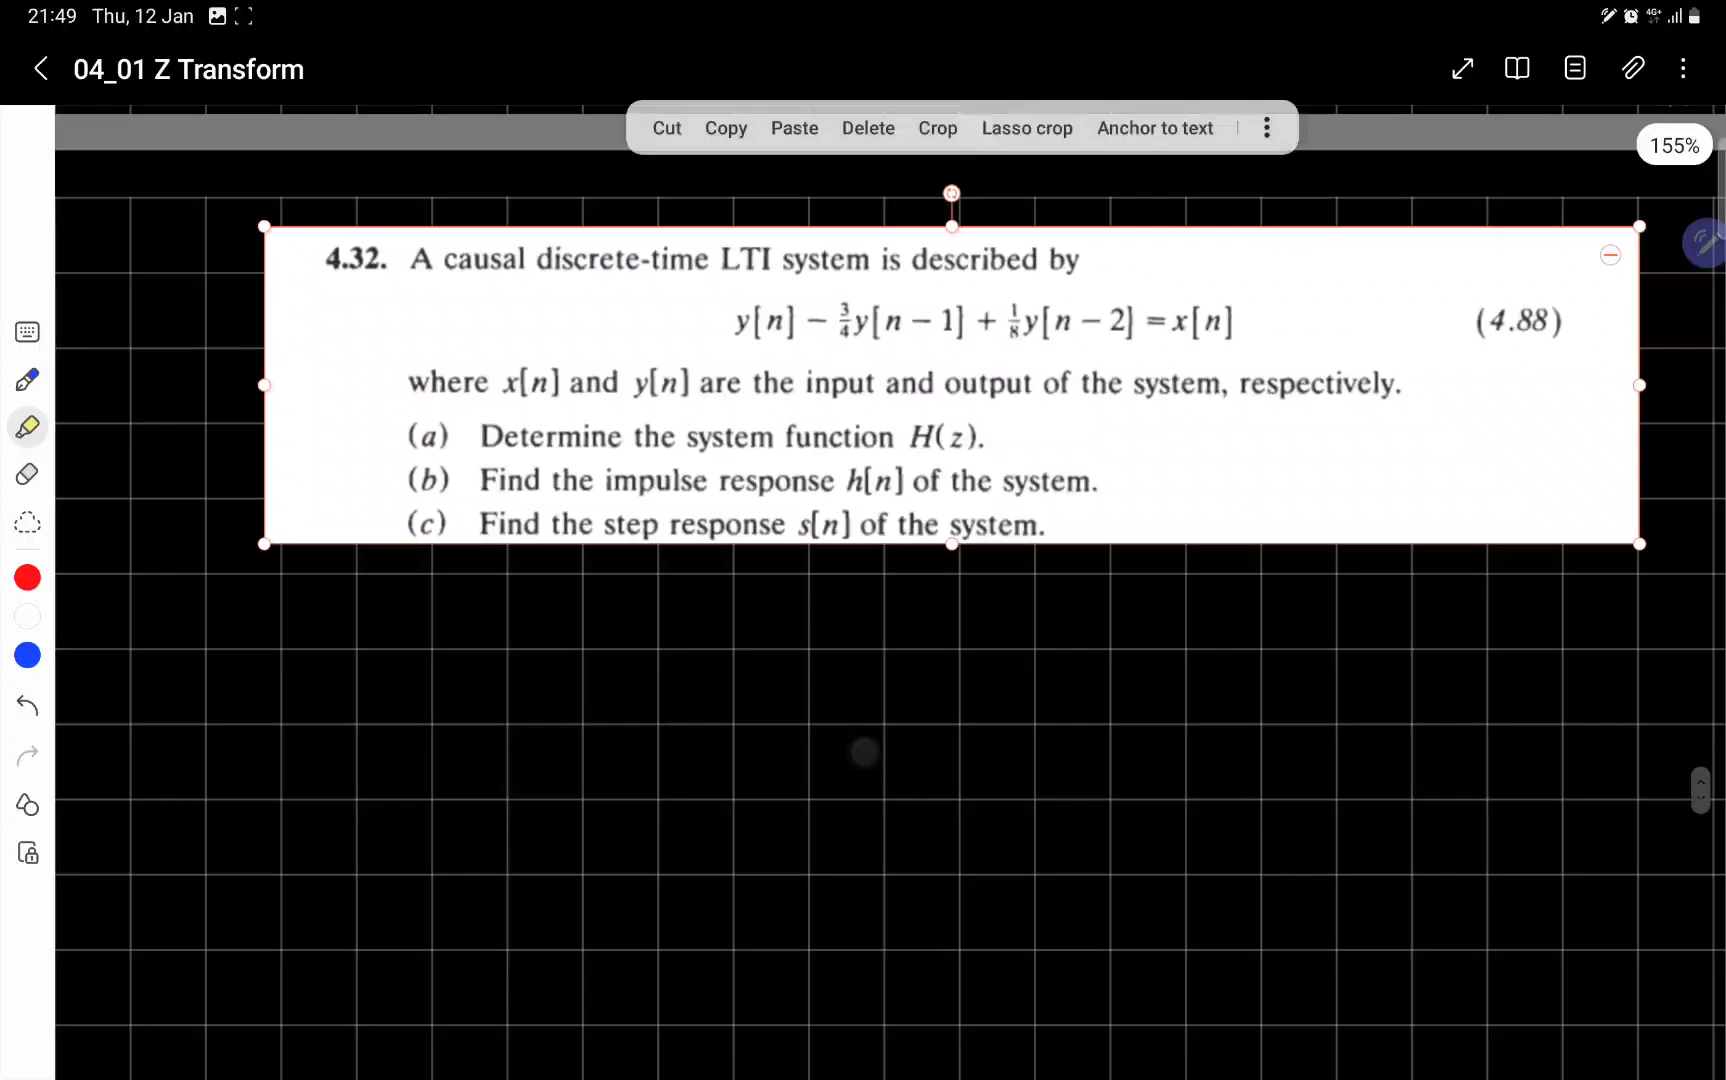 21:49 Thu, 12 Jan
4G+
04_01 Z Transform
Cut Copy Paste Delete Crop Lasso crop Anchor to text
155%
4.32. A causal discrete-time LTI system is described by
y[n] − 3/4 y[n − 1] + 1/8 y[n − 2] = x[n] (4.88)
where x[n] and y[n] are the input and output of the system, respectively.
(a) Determine the system function H(z).
(b) Find the impulse response h[n] of the system.
(c) Find the step response s[n] of the system.